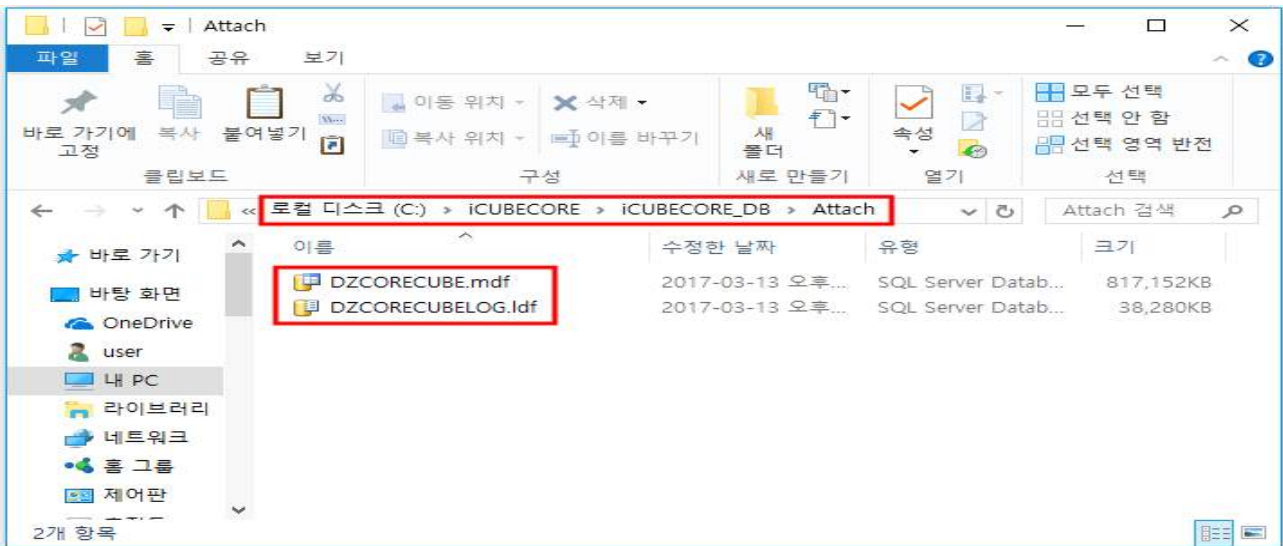 Attach
파일 홈 공유 보기
바로 가기에 고정
복사
붙여넣기
이동 위치
복사 위치
삭제
이름 바꾸기
새 폴더
속성
모두 선택
선택 안 함
선택 영역 반전
클립보드 구성 새로 만들기 열기 선택
« 로컬 디스크 (C:) > iCUBECORE > iCUBECORE_DB > Attach
Attach 검색
이름 수정한 날짜 유형 크기
DZCORECUBE.mdf 2017-03-13 오후... SQL Server Datab... 817,152KB
DZCORECUBELOG.ldf 2017-03-13 오후... SQL Server Datab... 38,280KB
바로 가기
바탕 화면
OneDrive
user
내 PC
라이브러리
네트워크
홈 그룹
제어판
2개 항목